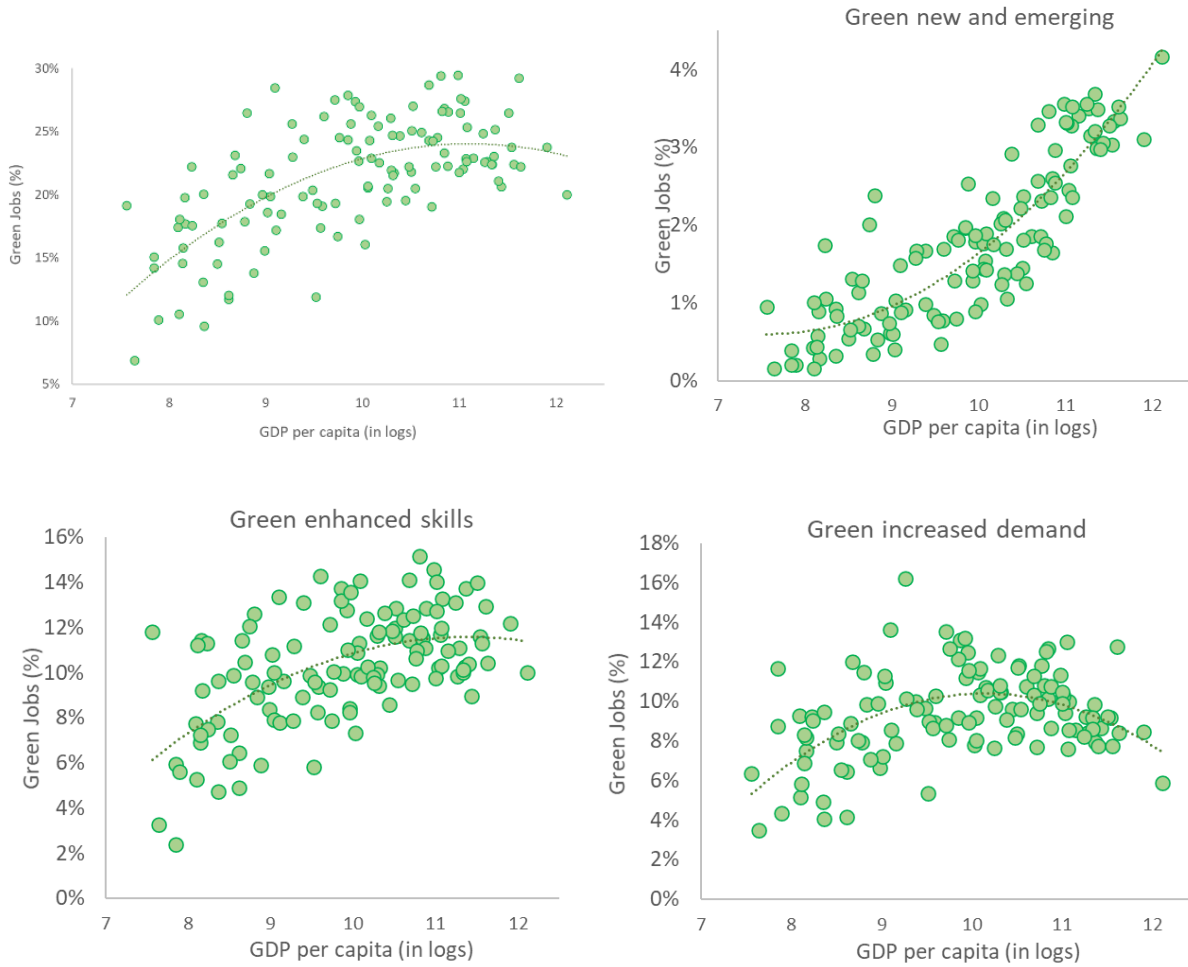 30%
25%
20%
15%
10%
5%
Green Jobs (%)
7 8 9 10 11 12
GDP per capita (in logs)
Green new and emerging
4%
3%
2%
1%
0%
Green Jobs (%)
7 8 9 10 11 12
GDP per capita (in logs)
Green enhanced skills
16%
14%
12%
10%
8%
6%
4%
2%
0%
Green Jobs (%)
7 8 9 10 11 12
GDP per capita (in logs)
Green increased demand
18%
16%
14%
12%
10%
8%
6%
4%
2%
0%
Green Jobs (%)
7 8 9 10 11 12
GDP per capita (in logs)